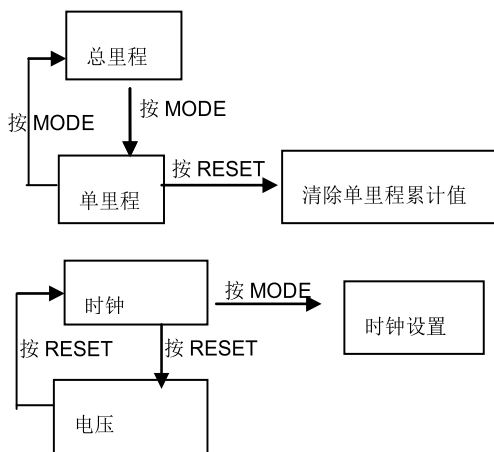 总里程
按 MODE
按 MODE
单里程
按 RESET
清除单里程累计值
时钟
按 MODE
时钟设置
按 RESET
按 RESET
电压